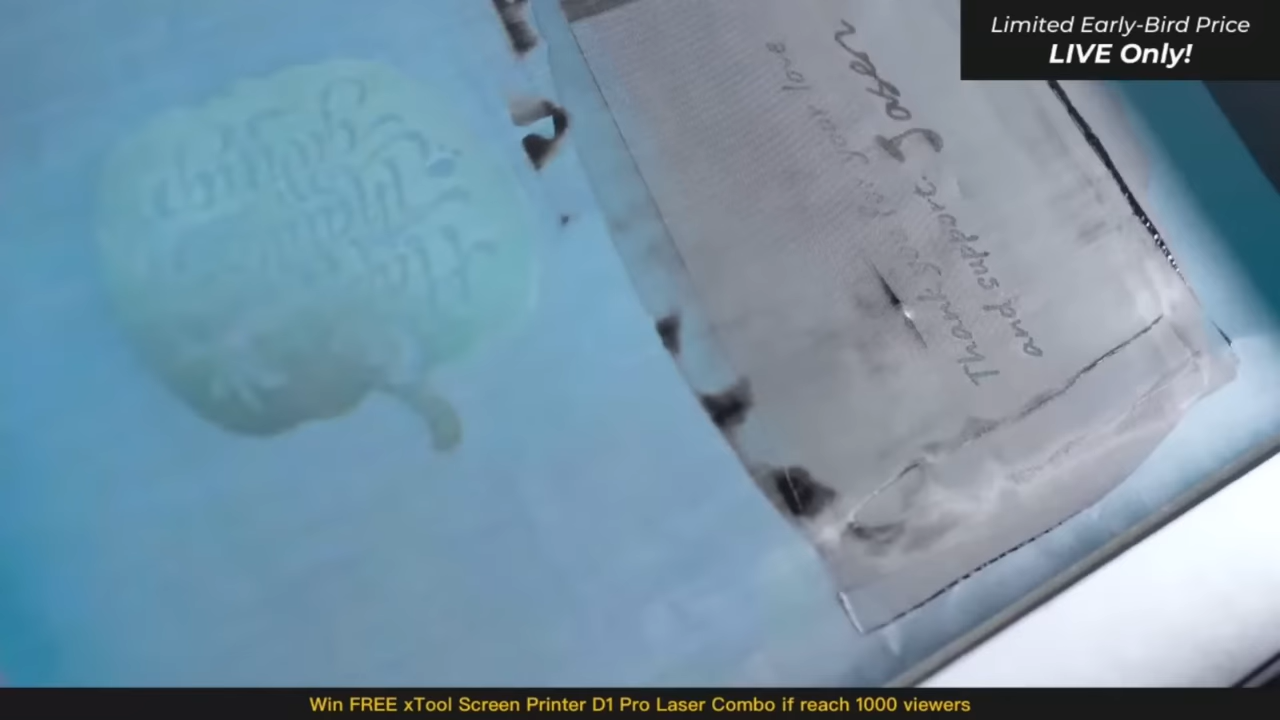 Limited Early-Bird Price
LIVE Only!
Thank you for your love
and support. Jasen
Win FREE xTool Screen Printer D1 Pro Laser Combo if reach 1000 viewers